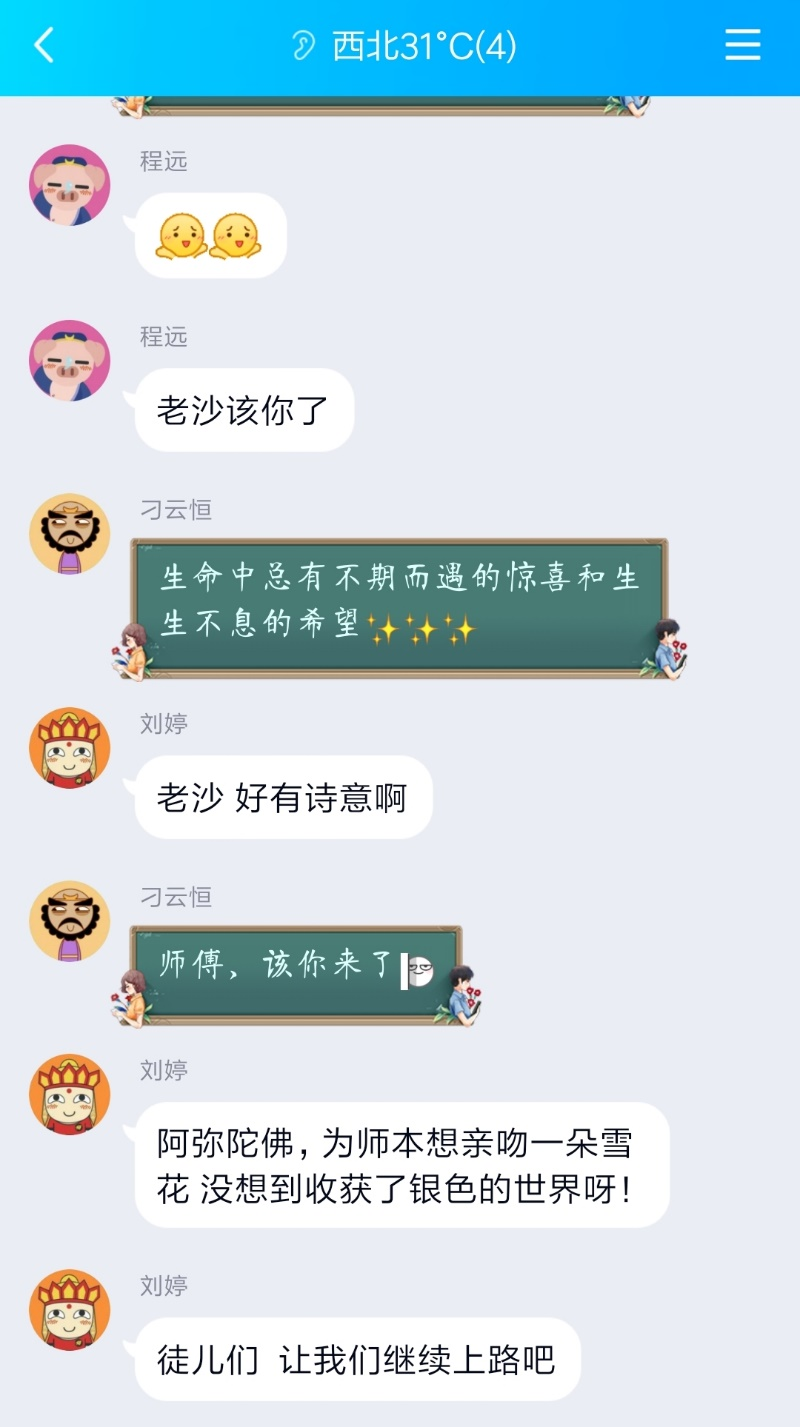 西北31°C(4)
程远
程远
老沙该你了
刁云恒
生命中总有不期而遇的惊喜和生
生不息的希望✨✨✨
刘婷
老沙 好有诗意啊
刁云恒
师傅，该你来了
刘婷
阿弥陀佛，为师本想亲吻一朵雪
花 没想到收获了银色的世界呀！
刘婷
徒儿们 让我们继续上路吧